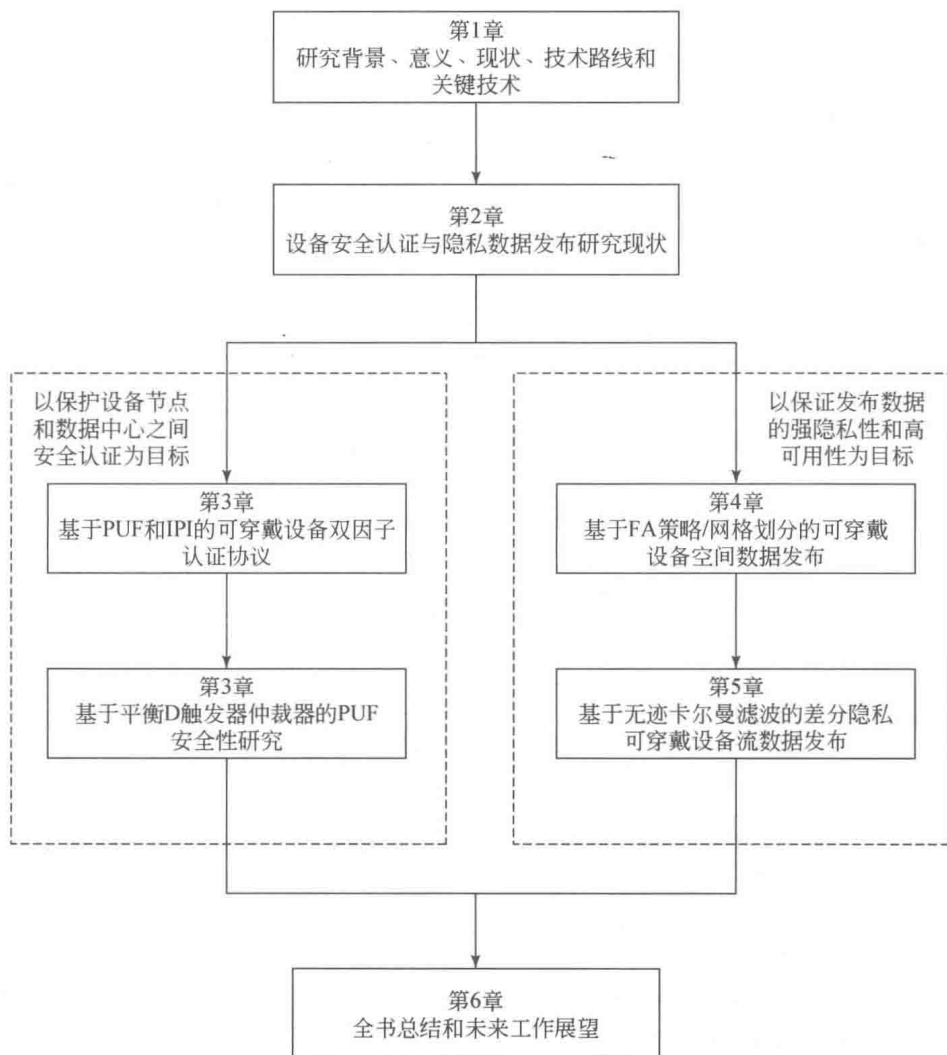 第1章
研究背景、意义、现状、技术路线和
关键技术
第2章
设备安全认证与隐私数据发布研究现状
以保护设备节点
和数据中心之间
安全认证为目标
第3章
基于PUF和IPI的可穿戴设备双因子
认证协议
第3章
基于平衡D触发器仲裁器的PUF
安全性研究
以保证发布数据
的强隐私性和高
可用性为目标
第4章
基于FA策略/网格划分的可穿戴
设备空间数据发布
第5章
基于无迹卡尔曼滤波的差分隐私
可穿戴设备流数据发布
第6章
全书总结和未来工作展望